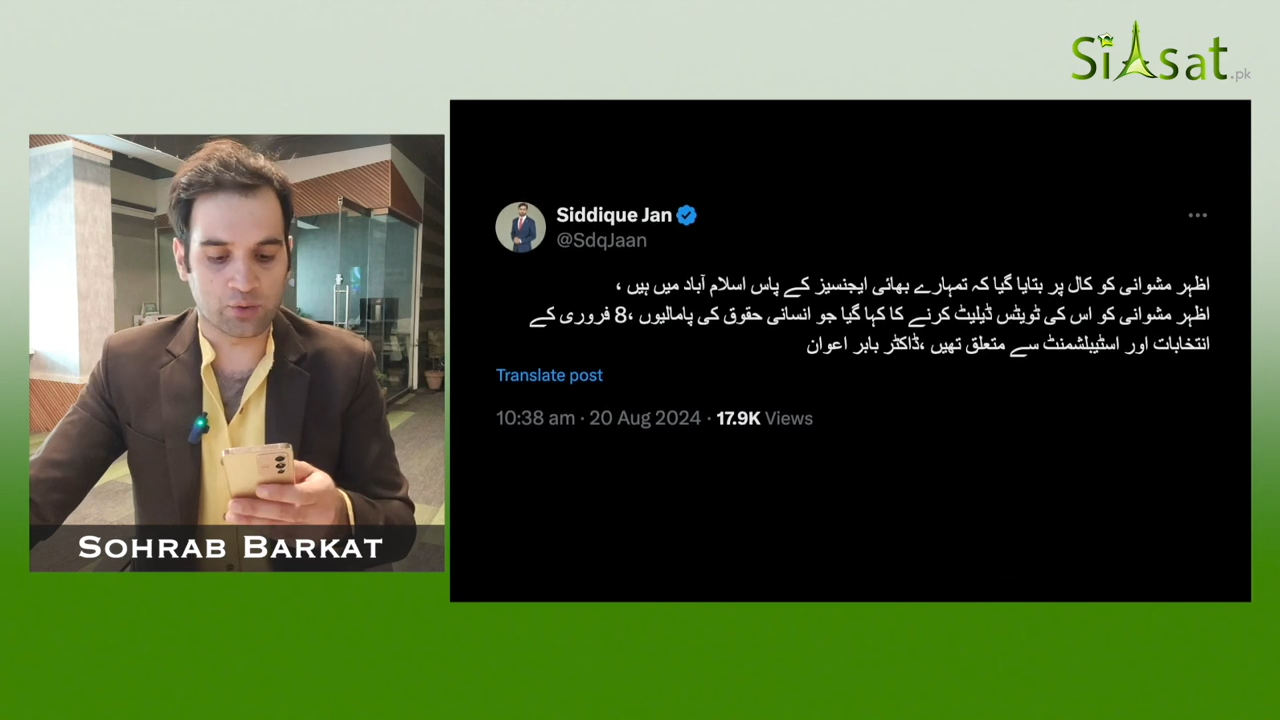 SiAsat.pk
Siddique Jan
@SdqJaan
اظہر مشوانی کو کال پر بتایا گیا کہ تمہارے بھائی ایجنسیز کے پاس اسلام آباد میں ہیں ،
اظہر مشوانی کو اس کی ٹویٹس ڈیلیٹ کرنے کا کہا گیا جو انسانی حقوق کی پامالیوں ،8 فروری کے
انتخابات اور اسٹیبلشمنٹ سے متعلق تھیں ،ڈاکٹر بابر اعوان
Translate post
10:38 am · 20 Aug 2024 · 17.9K Views
Sohrab Barkat